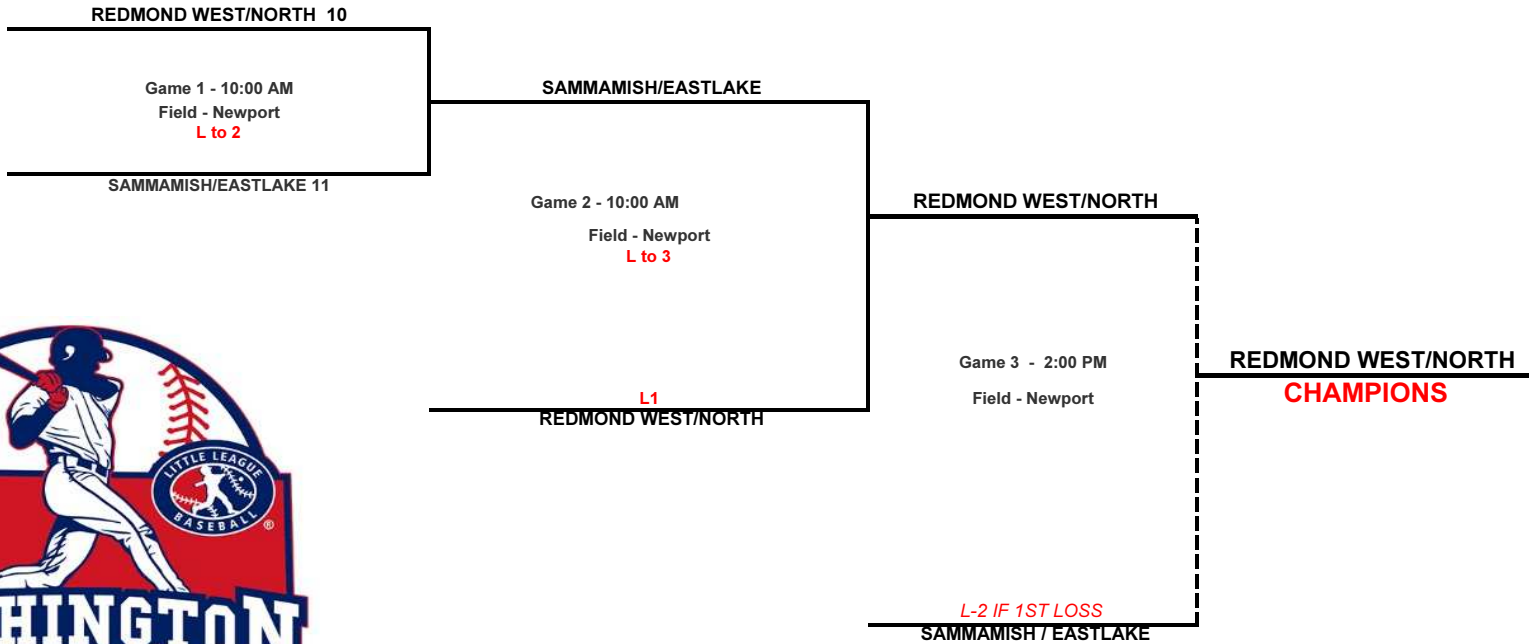 REDMOND WEST/NORTH 10
Game 1 - 10:00 AM
Field - Newport
L to 2
SAMMAMISH/EASTLAKE 11
SAMMAMISH/EASTLAKE
Game 2 - 10:00 AM
Field - Newport
L to 3
L1
REDMOND WEST/NORTH
REDMOND WEST/NORTH
Game 3 - 2:00 PM
Field - Newport
L-2 IF 1ST LOSS
SAMMAMISH / EASTLAKE
REDMOND WEST/NORTH
CHAMPIONS
LITTLE LEAGUE
BASEBALL
®
HINGTON